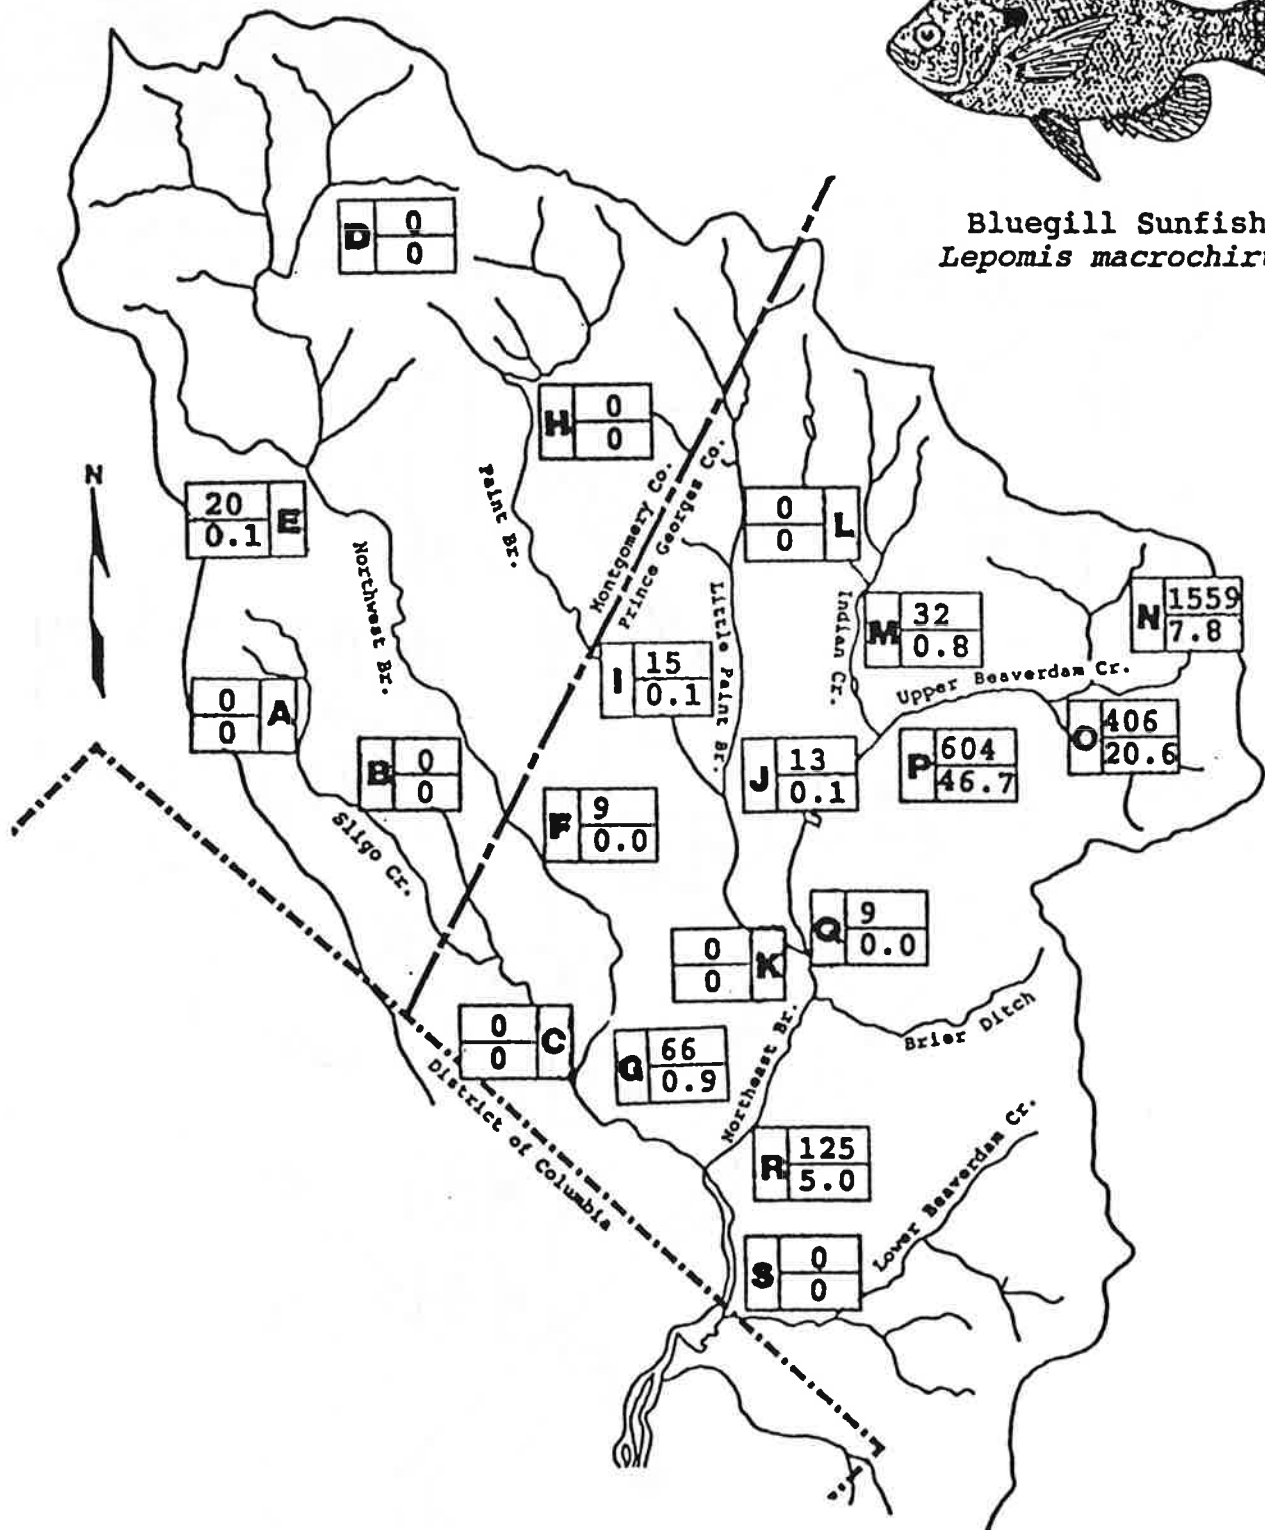 Bluegill Sunfish
Lepomis macrochiru
D 0
0
H 0
0
N
Paint Br.
Montgomery Co.
Prince Georges Co.
20 E
0.1
0 L
0
Northwest Br.
Little Paint Br.
Indian Cr.
M 32
0.8
N 1559
7.8
I 15
0.1
Upper Beaverdam Cr.
0 A
0
O 406
20.6
B 0
0
J 13
0.1
P 604
46.7
F 9
0.0
Sligo Cr.
Q 9
0.0
0 K
0
Brier Ditch
0 C
0
G 66
0.9
Northeast Br.
District of Columbia
R 125
5.0
Lower Beaverdam Cr.
S 0
0